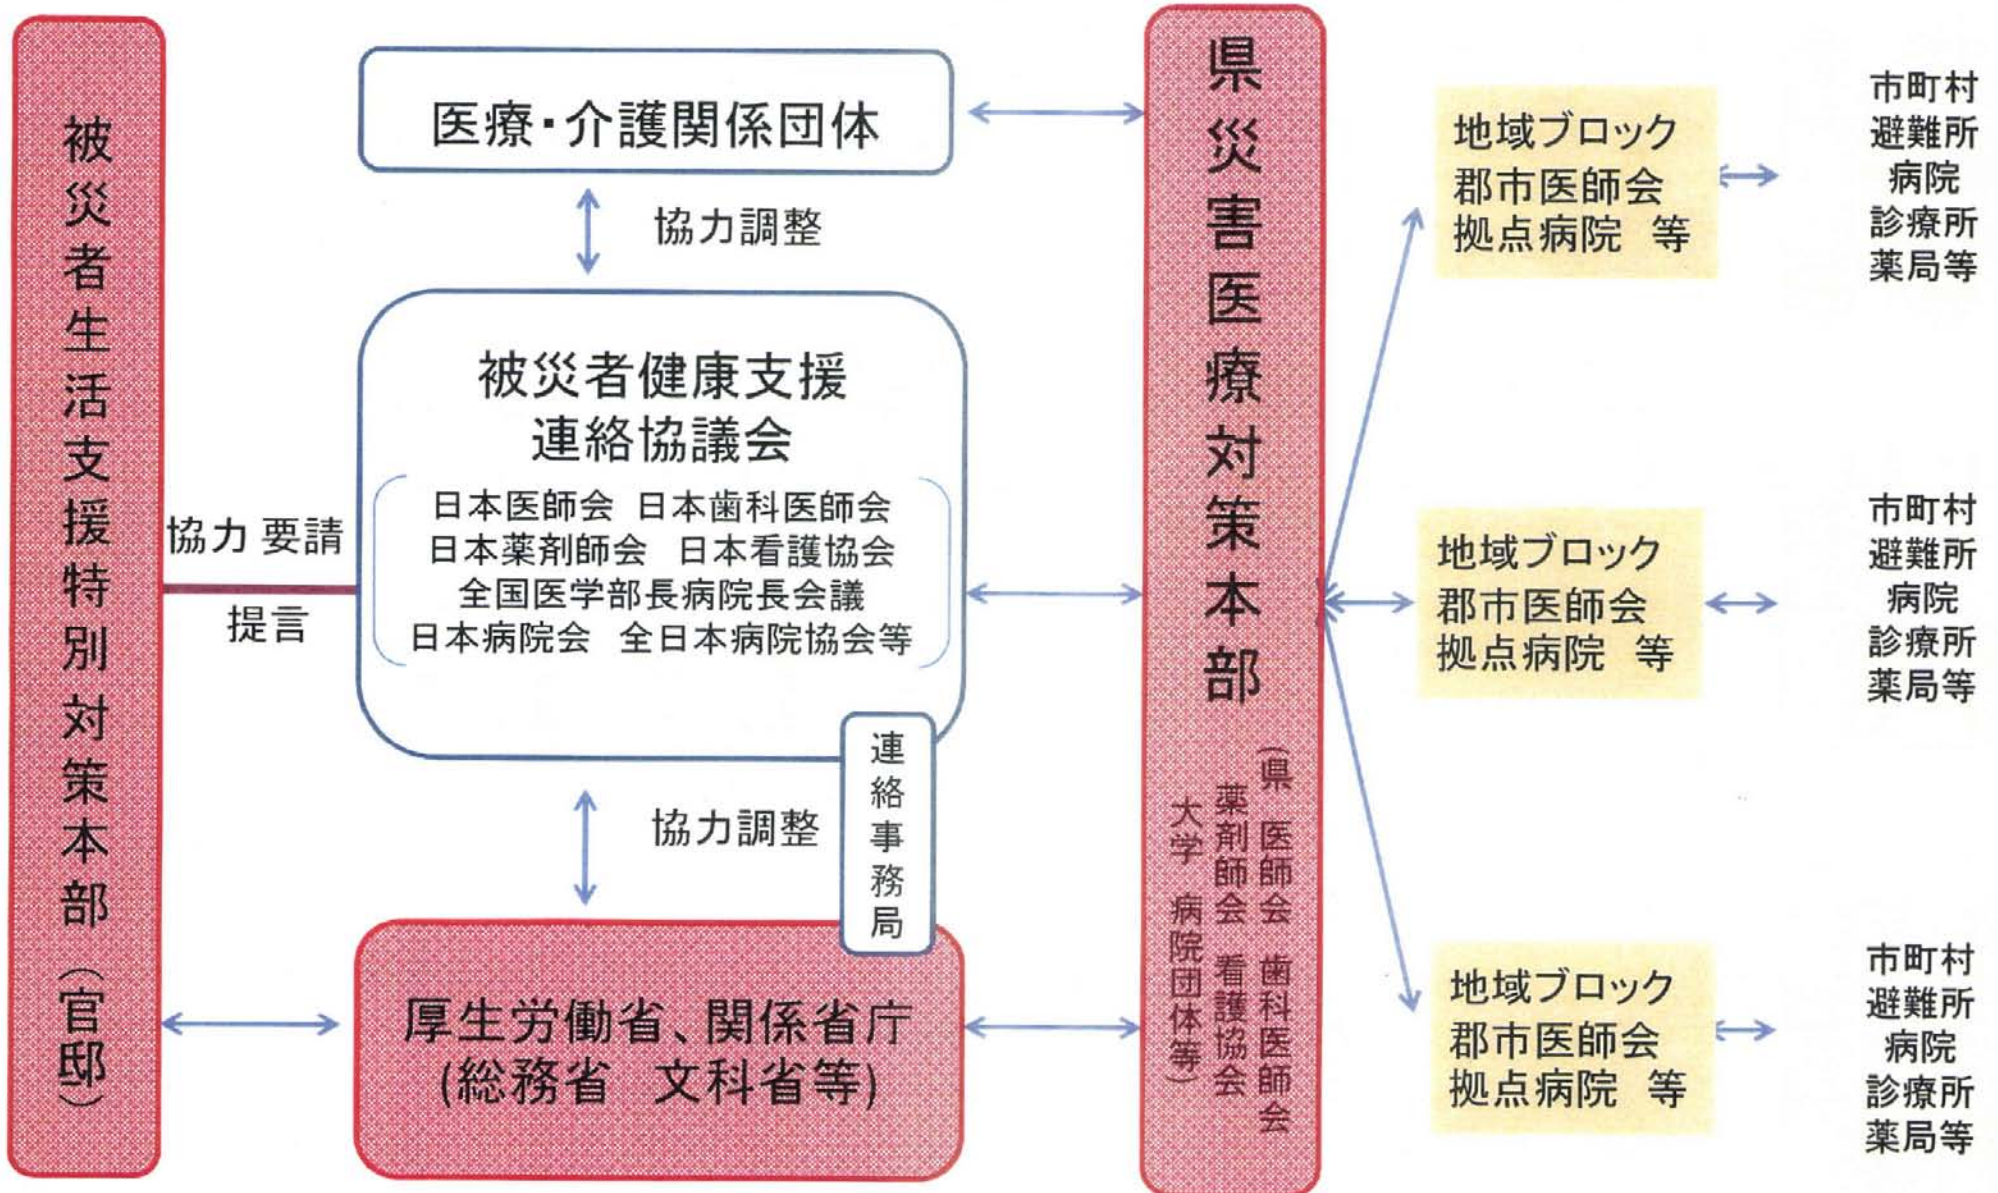 被災者生活支援特別対策本部（官邸）
医療・介護関係団体
協力調整
被災者健康支援
連絡協議会
日本医師会 日本歯科医師会
日本薬剤師会 日本看護協会
全国医学部長病院長会議
日本病院会 全日本病院協会等
協力 要請
提言
連絡事務局
協力調整
厚生労働省、関係省庁
(総務省 文科省等)
県災害医療対策本部
(県 医師会 歯科医師会
薬剤師会 看護協会
大学 病院団体等)
地域ブロック
郡市医師会
拠点病院 等
市町村
避難所
病院
診療所
薬局等
地域ブロック
郡市医師会
拠点病院 等
市町村
避難所
病院
診療所
薬局等
地域ブロック
郡市医師会
拠点病院 等
市町村
避難所
病院
診療所
薬局等